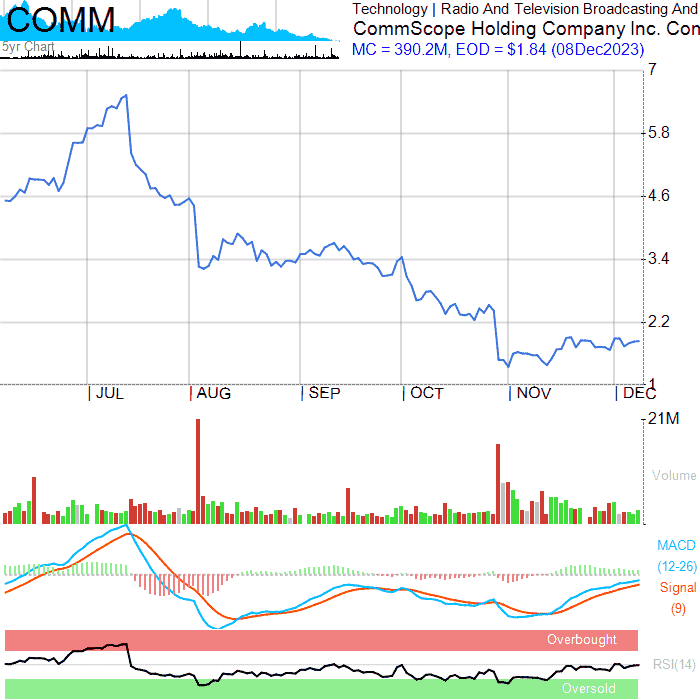 COMM
5yr Chart
Technology | Radio And Television Broadcasting And
CommScope Holding Company Inc. Con
MC = 390.2M, EOD = $1.84 (08Dec2023)
7
5.8
4.6
3.4
2.2
1
JUL AUG SEP OCT NOV DEC
21M
Volume
MACD
(12-26)
Signal
(9)
Overbought
RSI(14)
Oversold